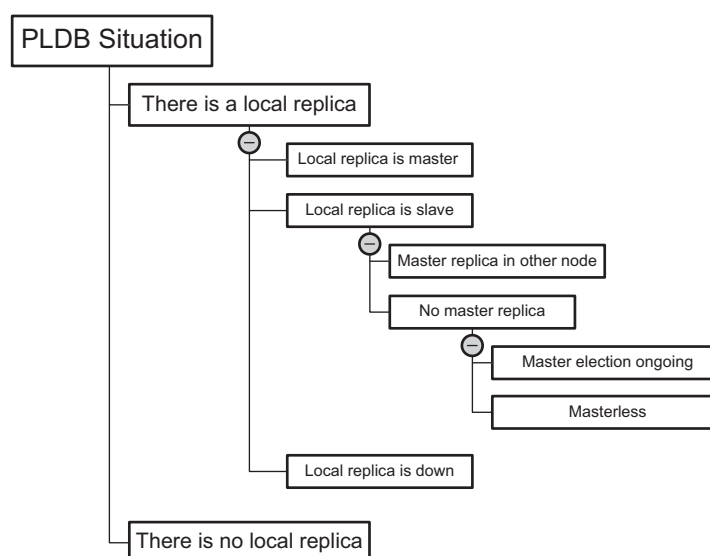 PLDB Situation
There is a local replica
Local replica is master
Local replica is slave
Master replica in other node
No master replica
Master election ongoing
Masterless
Local replica is down
There is no local replica